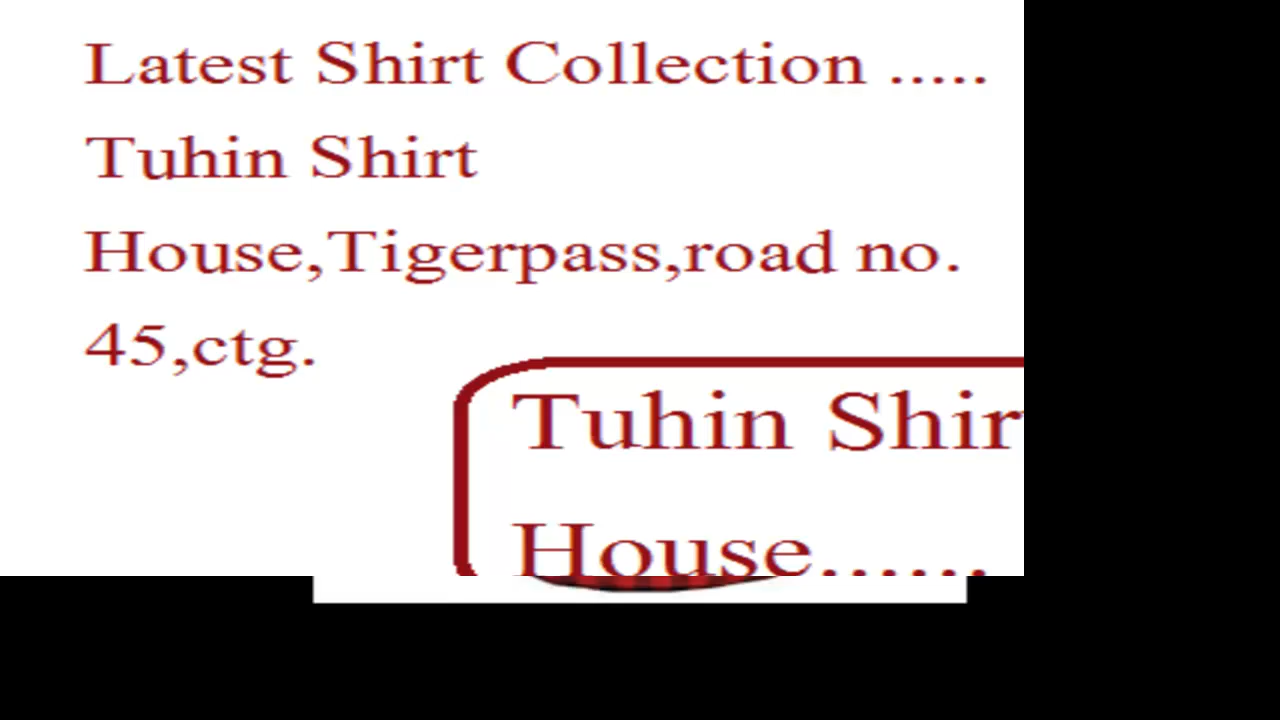 Latest Shirt Collection .....
Tuhin Shirt
House,Tigerpass,road no.
45,ctg.
Tuhin Shir
House......